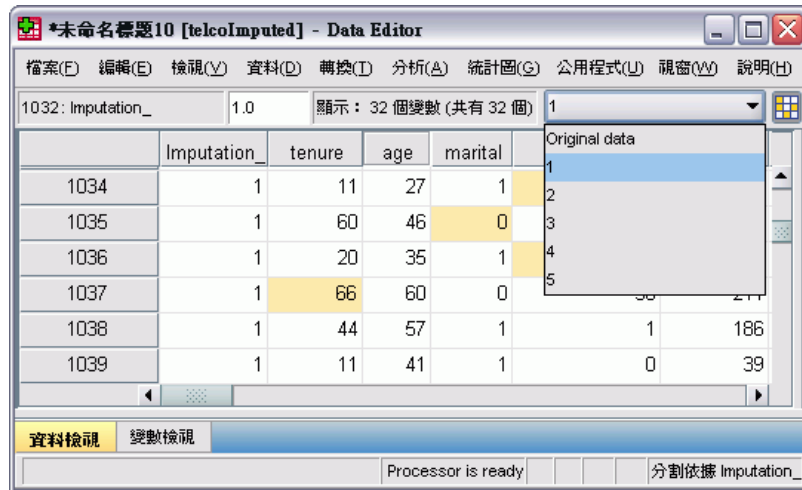 *未命名標題10 [telcoImputed] - Data Editor
檔案(F) 編輯(E) 檢視(V) 資料(D) 轉換(T) 分析(A) 統計圖(G) 公用程式(U) 視窗(W) 說明(H)
1032 : Imputation_ 1.0 顯示： 32 個變數 (共有 32 個) 1
Imputation_ tenure age marital
Original data
1
2
3
4
5
1034 1 11 27 1
1035 1 60 46 0
1036 1 20 35 1
1037 1 66 60 0
1038 1 44 57 1 1 186
1039 1 11 41 1 0 39
資料檢視 變數檢視
Processor is ready 分割依據 Imputation_